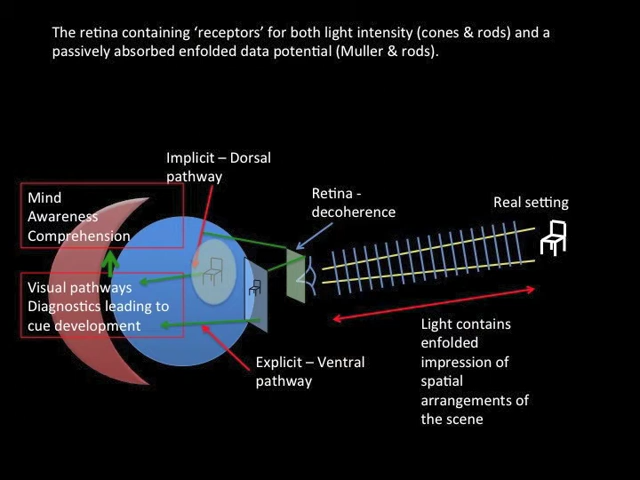 The retina containing ‘receptors’ for both light intensity (cones & rods) and a
passively absorbed enfolded data potential (Muller & rods).
Implicit – Dorsal
pathway
Mind
Awareness
Comprehension
Retina -
decoherence
Real setting
Visual pathways
Diagnostics leading to
cue development
Explicit – Ventral
pathway
Light contains
enfolded
impression of
spatial
arrangements of
the scene